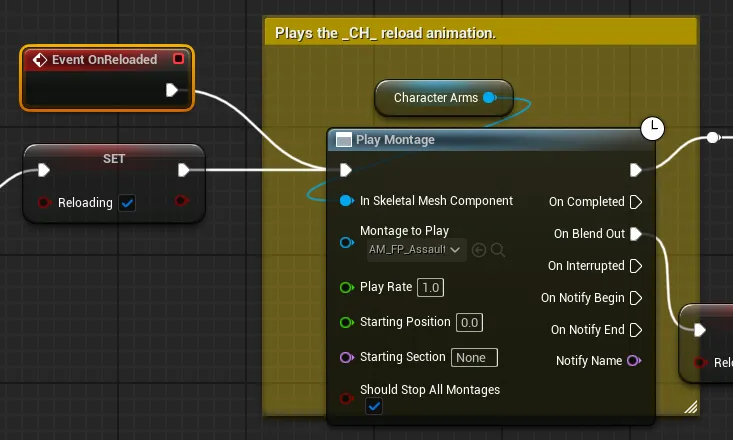 Plays the _CH_ reload animation.
Event OnReloaded
Character Arms
Play Montage
SET
Reloading
In Skeletal Mesh Component
On Completed
Montage to Play
AM_FP_Assault
On Blend Out
On Interrupted
Play Rate 1.0
On Notify Begin
Starting Position 0.0
On Notify End
Starting Section None
Notify Name
Should Stop All Montages